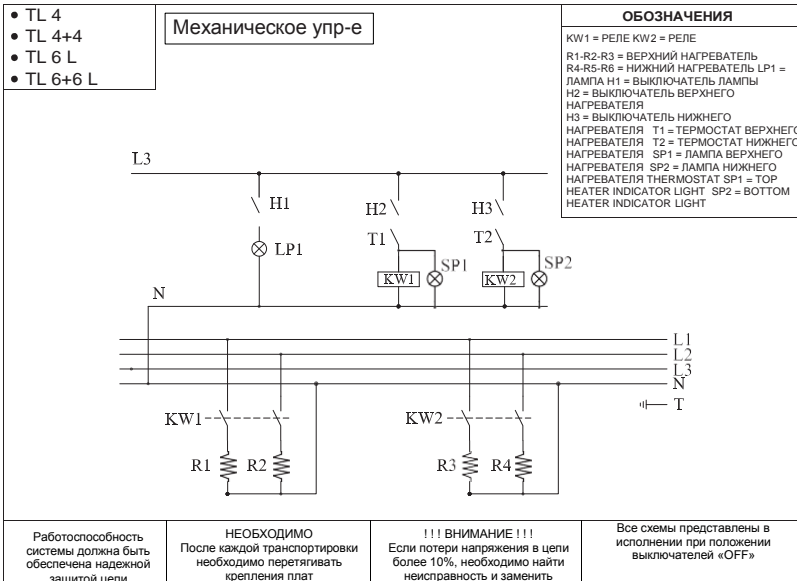 • TL 4
• TL 4+4
• TL 6 L
• TL 6+6 L
Механическое упр-е
ОБОЗНАЧЕНИЯ
KW1 = РЕЛЕ KW2 = РЕЛЕ
R1-R2-R3 = ВЕРХНИЙ НАГРЕВАТЕЛЬ
R4-R5-R6 = НИЖНИЙ НАГРЕВАТЕЛЬ LP1 =
ЛАМПА H1 = ВЫКЛЮЧАТЕЛЬ ЛАМПЫ
H2 = ВЫКЛЮЧАТЕЛЬ ВЕРХНЕГО
НАГРЕВАТЕЛЯ
H3 = ВЫКЛЮЧАТЕЛЬ НИЖНЕГО
НАГРЕВАТЕЛЯ T1 = ТЕРМОСТАТ ВЕРХНЕГО
НАГРЕВАТЕЛЯ T2 = ТЕРМОСТАТ НИЖНЕГО
НАГРЕВАТЕЛЯ SP1 = ЛАМПА ВЕРХНЕГО
НАГРЕВАТЕЛЯ SP2 = ЛАМПА НИЖНЕГО
НАГРЕВАТЕЛЯ THERMOSTAT SP1 = TOP
HEATER INDICATOR LIGHT SP2 = BOTTOM
HEATER INDICATOR LIGHT
L3
H1
H2
H3
LP1
T1
T2
SP1
SP2
KW1
KW2
N
L1
L2
L3
N
T
KW1
KW2
R1
R2
R3
R4
Работоспособность
системы должна быть
обеспечена надежной
защитой цепи
НЕОБХОДИМО
После каждой транспортировки
необходимо перетягивать
крепления плат
! ! ! ВНИМАНИЕ ! ! !
Если потери напряжения в цепи
более 10%, необходимо найти
неисправность и заменить
Все схемы представлены в
исполнении при положении
выключателей «OFF»